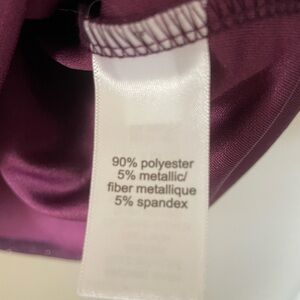 90% polyester
5% metallic/
fiber metallique
5% spandex